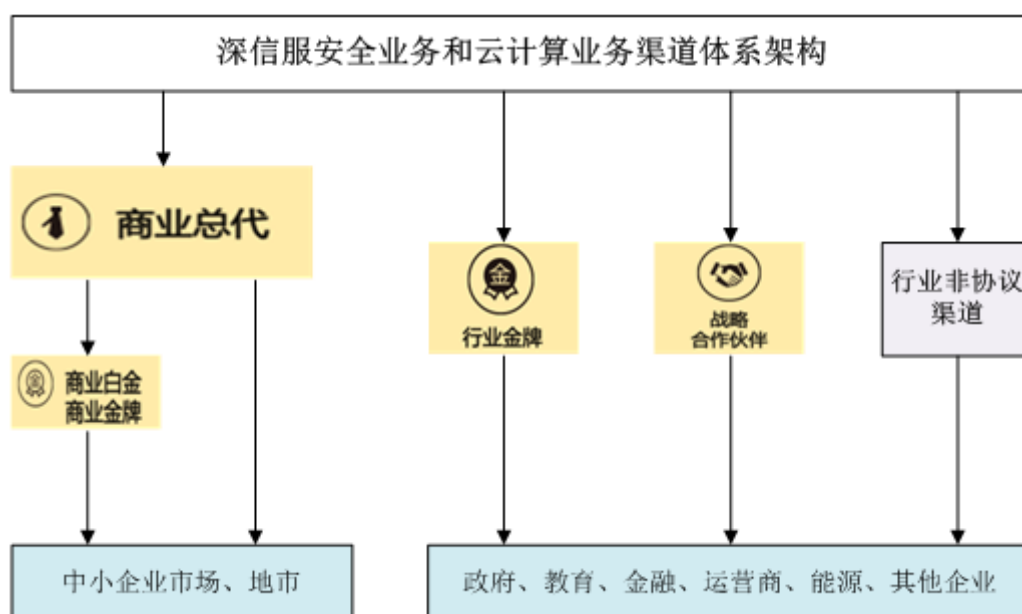 深信服安全业务和云计算业务渠道体系架构
商业总代
金
行业金牌
战略
合作伙伴
行业非协议
渠道
金
商业白金
商业金牌
中小企业市场、地市
政府、教育、金融、运营商、能源、其他企业